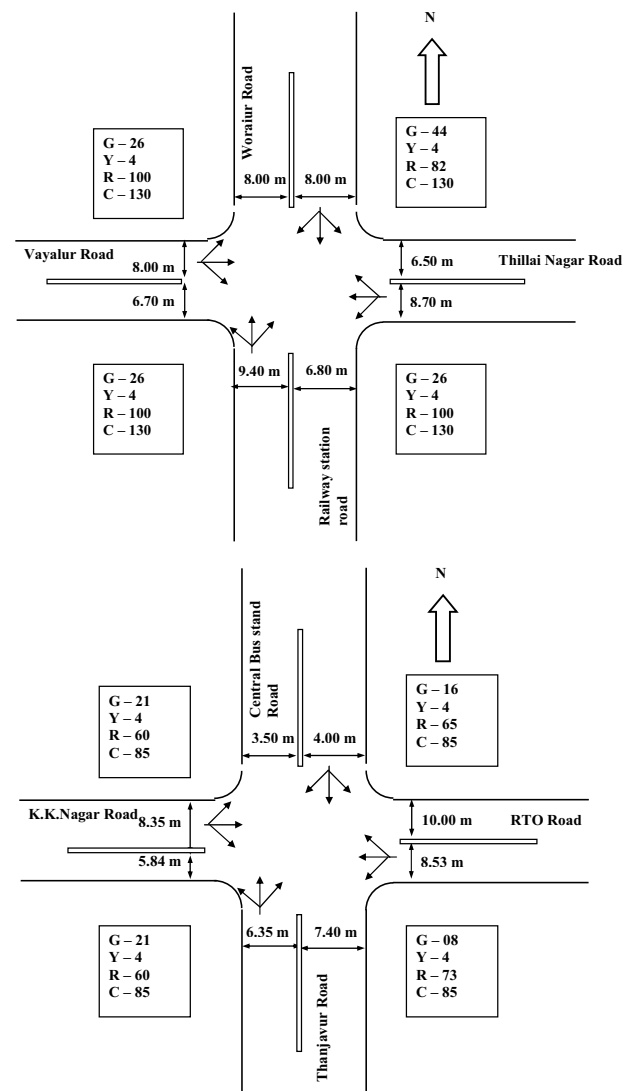 N
Woraiur Road
G – 26
Y – 4
R – 100
C – 130
G – 44
Y – 4
R – 82
C – 130
8.00 m
8.00 m
Vayalur Road
8.00 m
6.70 m
6.50 m
Thillai Nagar Road
8.70 m
9.40 m
6.80 m
G – 26
Y – 4
R – 100
C – 130
G – 26
Y – 4
R – 100
C – 130
Railway station
road
N
Central Bus stand
Road
G – 21
Y – 4
R – 60
C – 85
G – 16
Y – 4
R – 65
C – 85
3.50 m
4.00 m
K.K.Nagar Road
8.35 m
5.84 m
10.00 m
RTO Road
8.53 m
6.35 m
7.40 m
G – 21
Y – 4
R – 60
C – 85
G – 08
Y – 4
R – 73
C – 85
Thanjavur Road